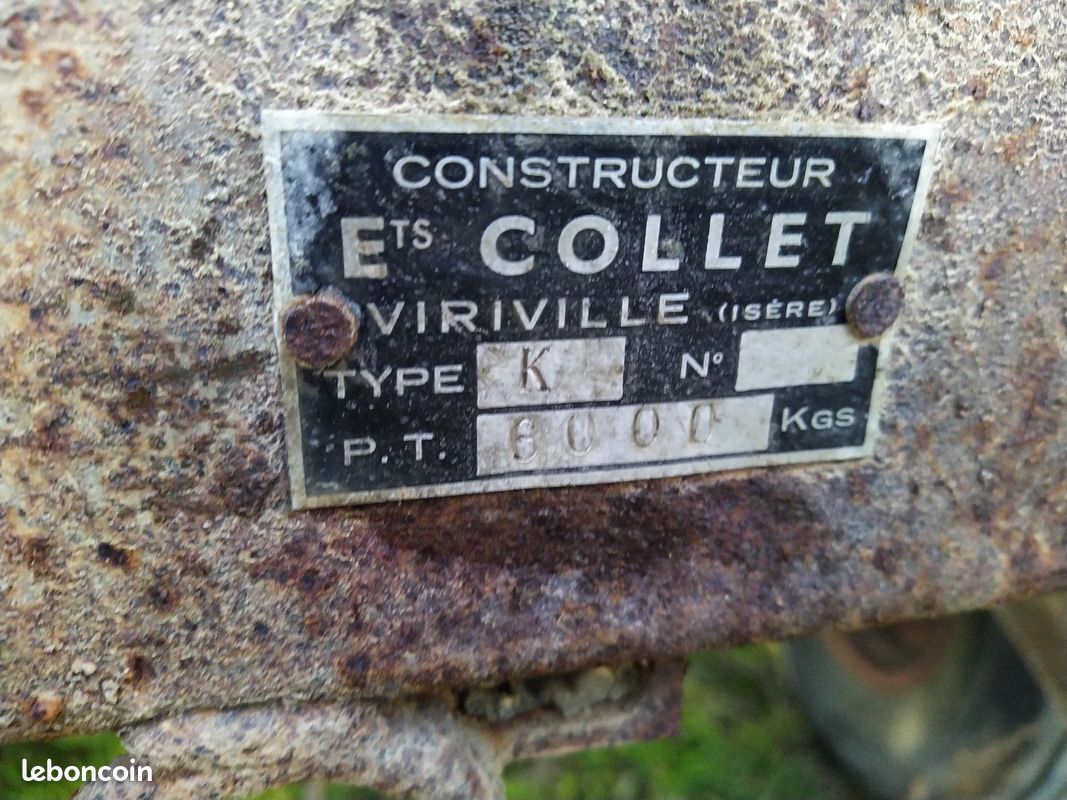 CONSTRUCTEUR
ETS COLLET
VIRIVILLE (ISÈRE)
TYPE K N°
P.T. 6000 KGS
leboncoin